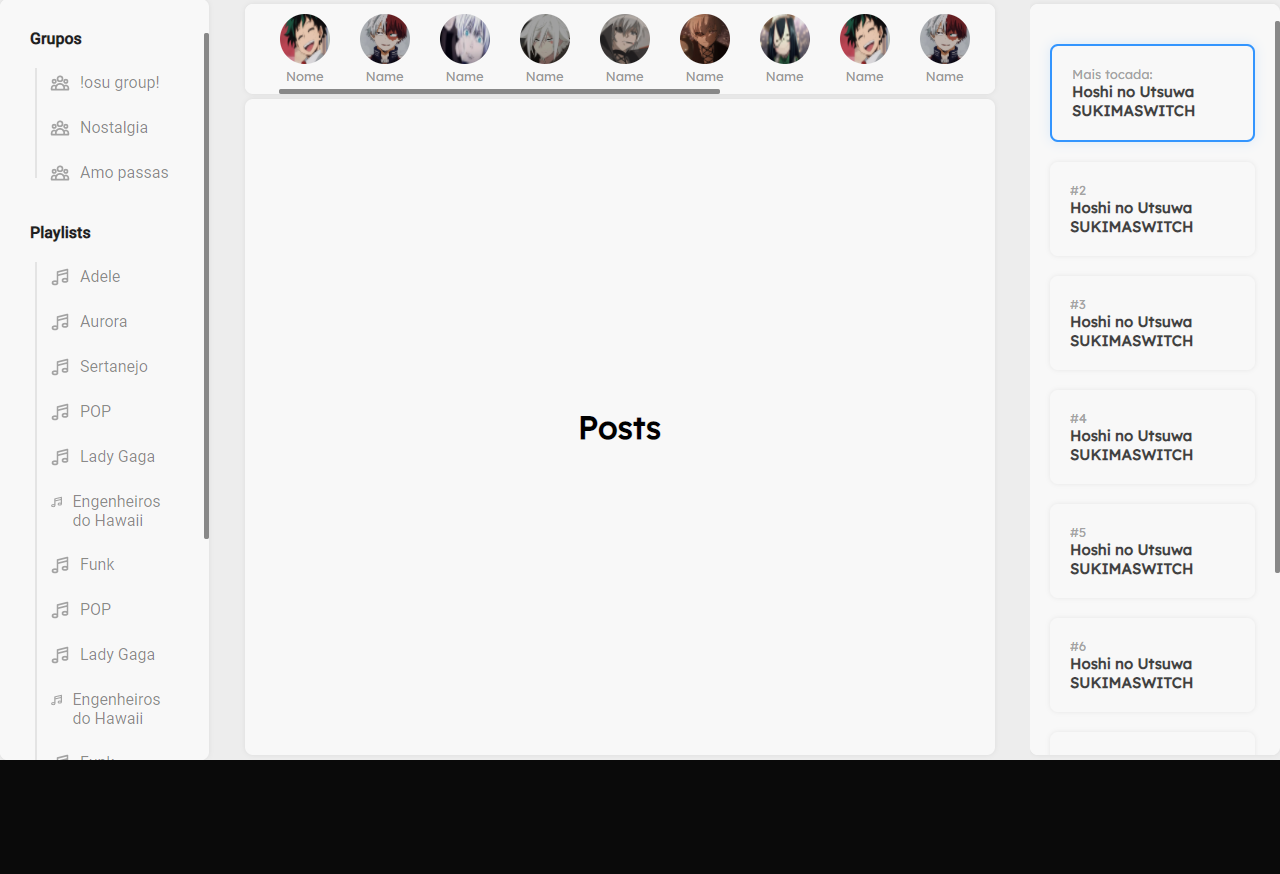 Grupos
!osu group!
Nostalgia
Amo passas
Playlists
Adele
Aurora
Sertanejo
POP
Lady Gaga
Engenheiros
do Hawaii
Funk
POP
Lady Gaga
Engenheiros
do Hawaii
Funk
Nome Name Name Name Name Name Name Name Name
Posts
Mais tocada:
Hoshi no Utsuwa
SUKIMASWITCH
#2
Hoshi no Utsuwa
SUKIMASWITCH
#3
Hoshi no Utsuwa
SUKIMASWITCH
#4
Hoshi no Utsuwa
SUKIMASWITCH
#5
Hoshi no Utsuwa
SUKIMASWITCH
#6
Hoshi no Utsuwa
SUKIMASWITCH